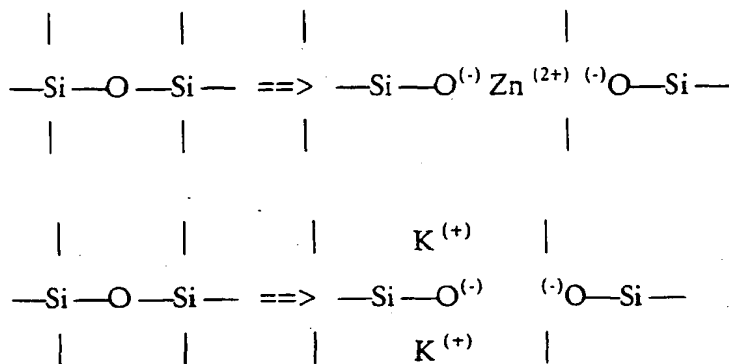 —Si—O—Si— ==> —Si—O(-) Zn (2+) (-)O—Si—
K (+)
—Si—O—Si— ==> —Si—O(-) (-)O—Si—
K (+)